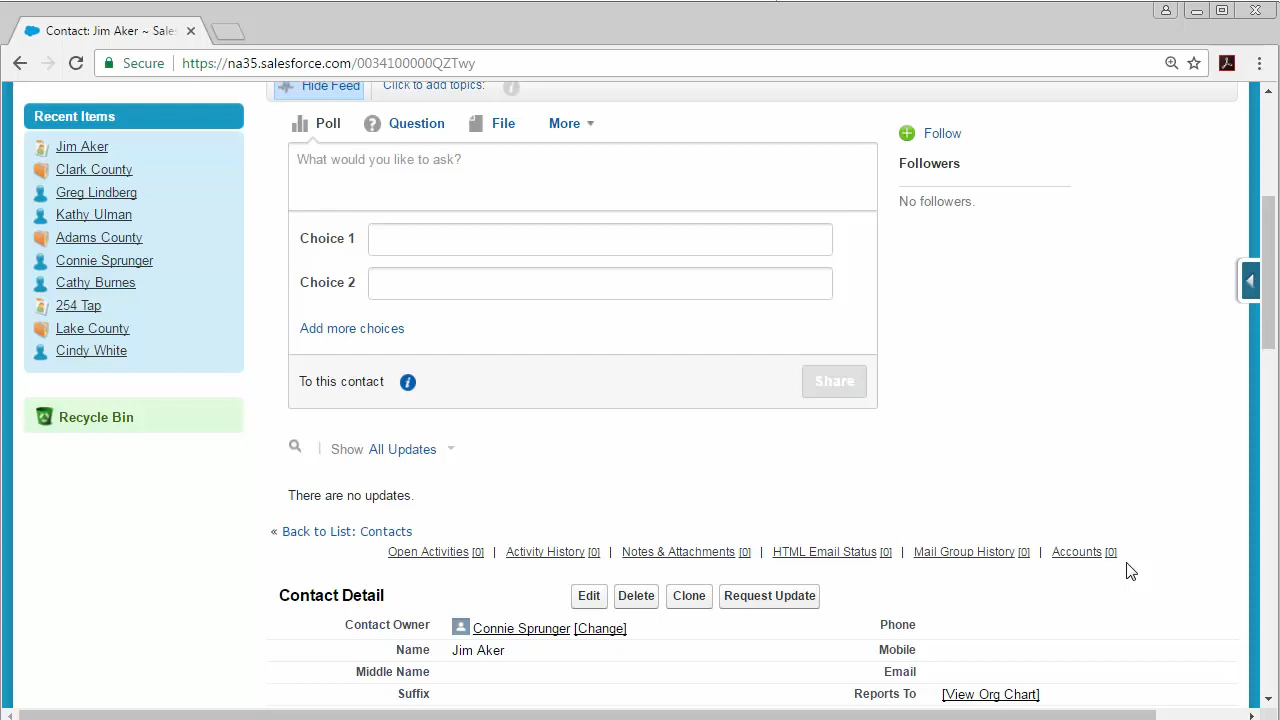 Contact: Jim Aker ~ Sale
Secure
https://na35.salesforce.com/0034100000QZTwy
Hide Feed
Click to add topics:
Recent Items
Jim Aker
Clark County
Greg Lindberg
Kathy Ulman
Adams County
Connie Sprunger
Cathy Burnes
254 Tap
Lake County
Cindy White
Recycle Bin
Poll Question File More
What would you like to ask?
Choice 1
Choice 2
Add more choices
To this contact
Share
Follow
Followers
No followers.
Show All Updates
There are no updates.
« Back to List: Contacts
Open Activities [0] | Activity History [0] | Notes & Attachments [0] | HTML Email Status [0] | Mail Group History [0] | Accounts [0]
Contact Detail Edit Delete Clone Request Update
Contact Owner Connie Sprunger [Change] Phone
Name Jim Aker Mobile
Middle Name Email
Suffix Reports To [View Org Chart]